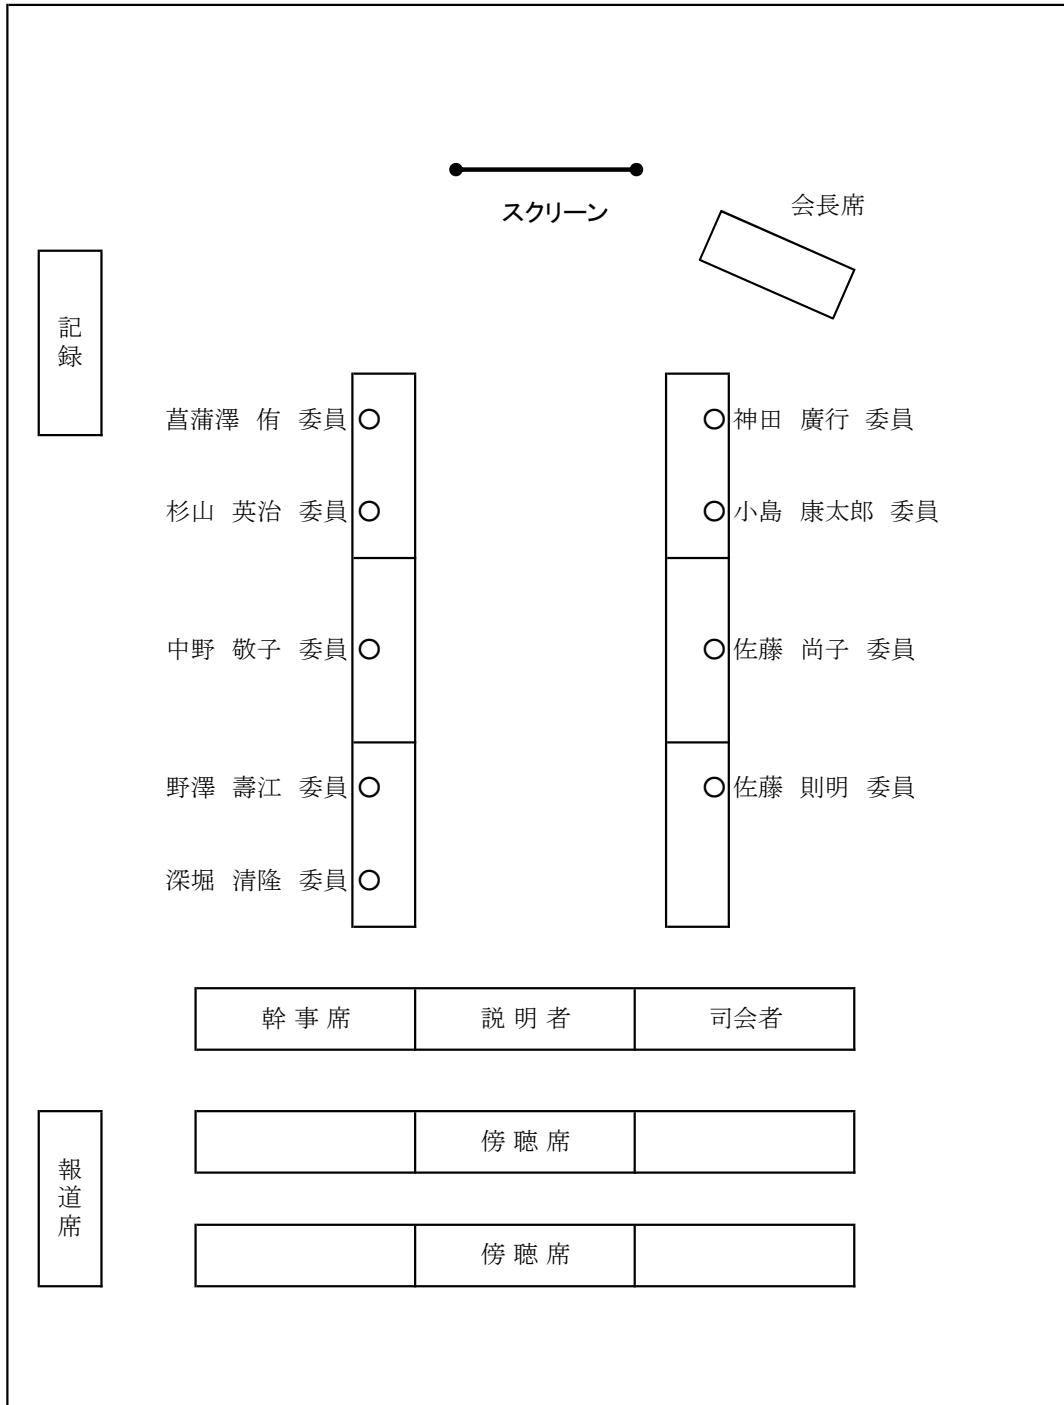 スクリーン
会長席
記録
菖蒲澤 侑 委員
神田 廣行 委員
杉山 英治 委員
小島 康太郎 委員
中野 敬子 委員
佐藤 尚子 委員
野澤 壽江 委員
佐藤 則明 委員
深堀 清隆 委員
幹事席
説明者
司会者
報道席
傍聴席
傍聴席